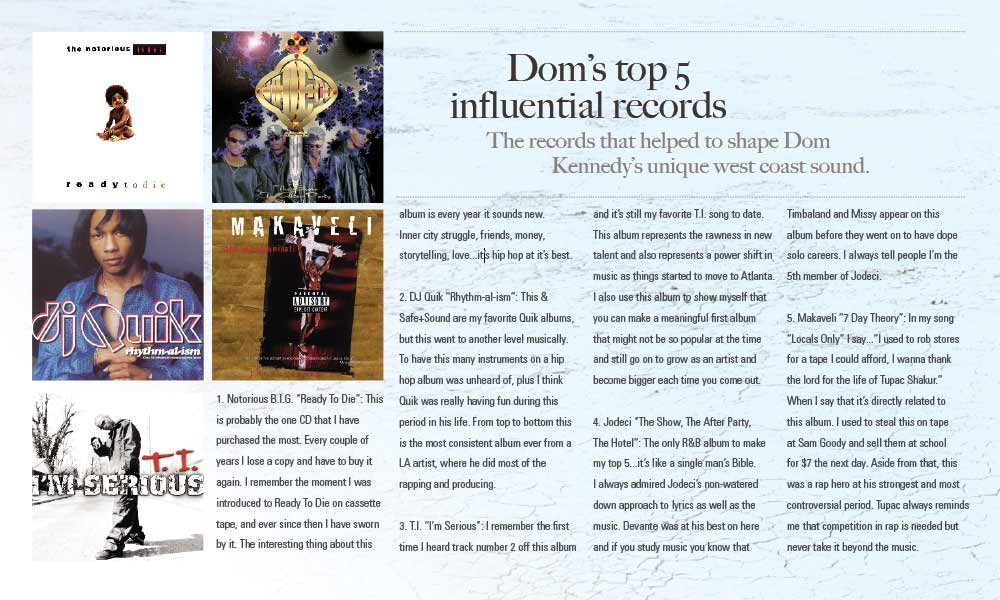 the notorious
ready to die
The Show
The After Party
dj Quik
rhythm-al-ism
MAKAVELI
PARENTAL
ADVISORY
EXPLICIT CONTENT
T.I.
I'M SERIOUS
Dom's top 5
influential records
The records that helped to shape Dom
Kennedy's unique west coast sound.
1. Notorious B.I.G. "Ready To Die": This
is probably the one CD that I have
purchased the most. Every couple of
years I lose a copy and have to buy it
again. I remember the moment I was
introduced to Ready To Die on cassette
tape, and ever since then I have sworn
by it. The interesting thing about this
album is every year it sounds new.
Inner city struggle, friends, money,
storytelling, love...it's hip hop at it's best.
2. DJ Quik "Rhythm-al-ism": This &
Safe+Sound are my favorite Quik albums,
but this went to another level musically.
To have this many instruments on a hip
hop album was unheard of, plus I think
Quik was really having fun during this
period in his life. From top to bottom this
is the most consistent album ever from a
LA artist, where he did most of the
rapping and producing.
3. T.I. "I'm Serious": I remember the first
time I heard track number 2 off this album
and it's still my favorite T.I. song to date.
This album represents the rawness in new
talent and also represents a power shift in
music as things started to move to Atlanta.
I also use this album to show myself that
you can make a meaningful first album
that might not be so popular at the time
and still go on to grow as an artist and
become bigger each time you come out.
4. Jodeci "The Show, The After Party,
The Hotel": The only R&B album to make
my top 5...it's like a single man's Bible.
I always admired Jodeci's non-watered
down approach to lyrics as well as the
music. Devante was at his best on here
and if you study music you know that
Timbaland and Missy appear on this
album before they went on to have dope
solo careers. I always tell people I'm the
5th member of Jodeci.
5. Makaveli "7 Day Theory": In my song
"Locals Only" I say..."I used to rob stores
for a tape I could afford, I wanna thank
the lord for the life of Tupac Shakur."
When I say that it's directly related to
this album. I used to steal this on tape
at Sam Goody and sell them at school
for $7 the next day. Aside from that, this
was a rap hero at his strongest and most
controversial period. Tupac always reminds
me that competition in rap is needed but
never take it beyond the music.